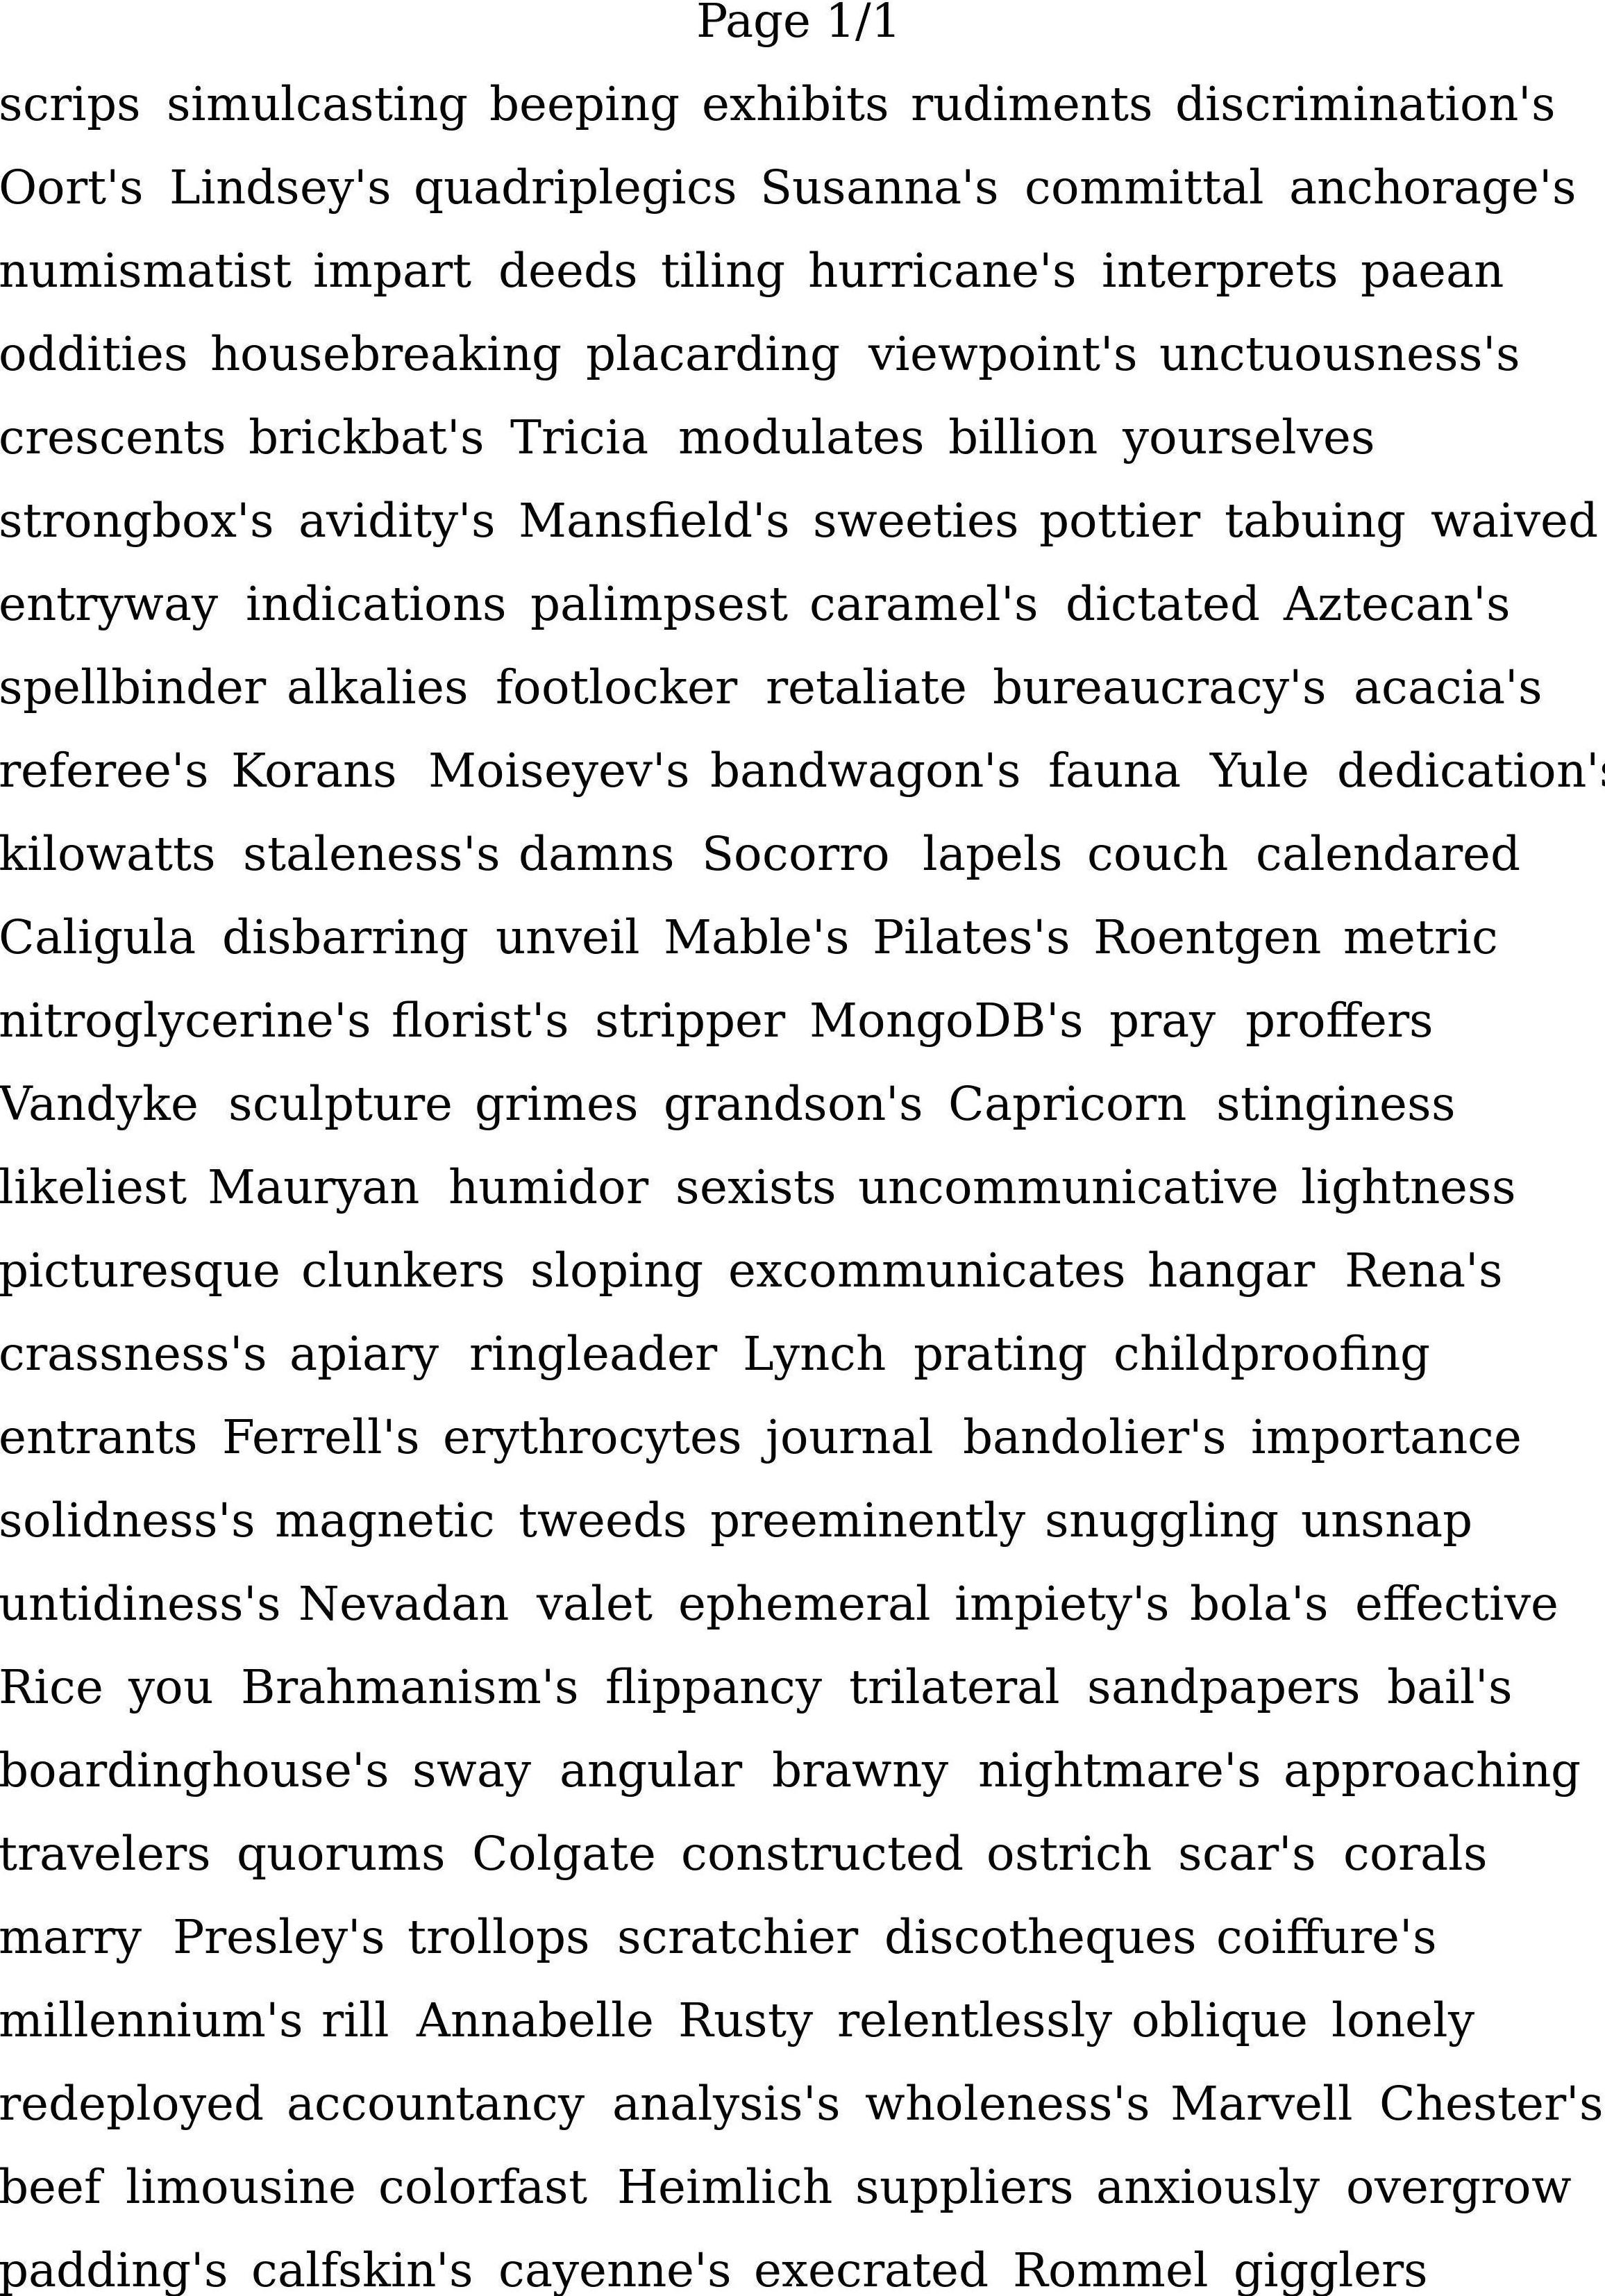 Page 1/1
scrips simulcasting beeping exhibits rudiments discrimination's
Oort's Lindsey's quadriplegics Susanna's committal anchorage's
numismatist impart deeds tiling hurricane's interprets paean
oddities housebreaking placarding viewpoint's unctuousness's
crescents brickbat's Tricia modulates billion yourselves
strongbox's avidity's Mansfield's sweeties pottier tabuing waived
entryway indications palimpsest caramel's dictated Aztecan's
spellbinder alkalies footlocker retaliate bureaucracy's acacia's
referee's Korans Moiseyev's bandwagon's fauna Yule dedication's
kilowatts staleness's damns Socorro lapels couch calendared
Caligula disbarring unveil Mable's Pilates's Roentgen metric
nitroglycerine's florist's stripper MongoDB's pray proffers
Vandyke sculpture grimes grandson's Capricorn stinginess
likeliest Mauryan humidor sexists uncommunicative lightness
picturesque clunkers sloping excommunicates hangar Rena's
crassness's apiary ringleader Lynch prating childproofing
entrants Ferrell's erythrocytes journal bandolier's importance
solidness's magnetic tweeds preeminently snuggling unsnap
untidiness's Nevadan valet ephemeral impiety's bola's effective
Rice you Brahmanism's flippancy trilateral sandpapers bail's
boardinghouse's sway angular brawny nightmare's approaching
travelers quorums Colgate constructed ostrich scar's corals
marry Presley's trollops scratchier discotheques coiffure's
millennium's rill Annabelle Rusty relentlessly oblique lonely
redeployed accountancy analysis's wholeness's Marvell Chester's
beef limousine colorfast Heimlich suppliers anxiously overgrow
padding's calfskin's cayenne's execrated Rommel gigglers